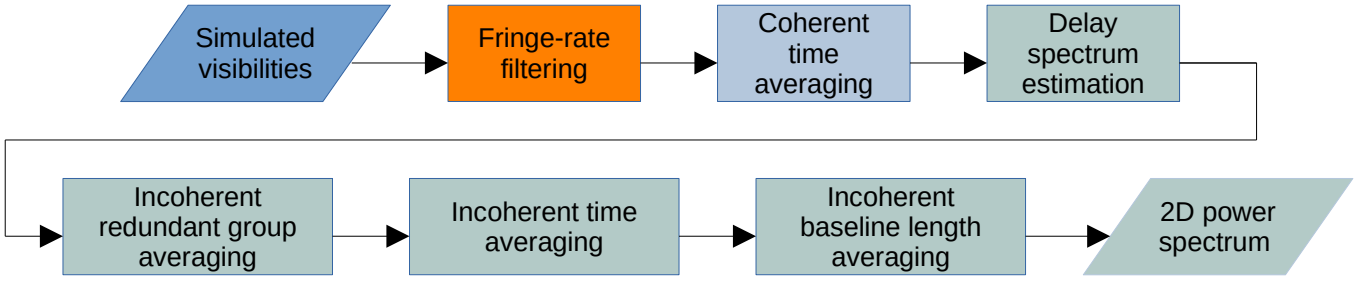 Simulated
visibilities
Fringe-rate
filtering
Coherent
time
averaging
Delay
spectrum
estimation
Incoherent
redundant group
averaging
Incoherent time
averaging
Incoherent
baseline length
averaging
2D power
spectrum